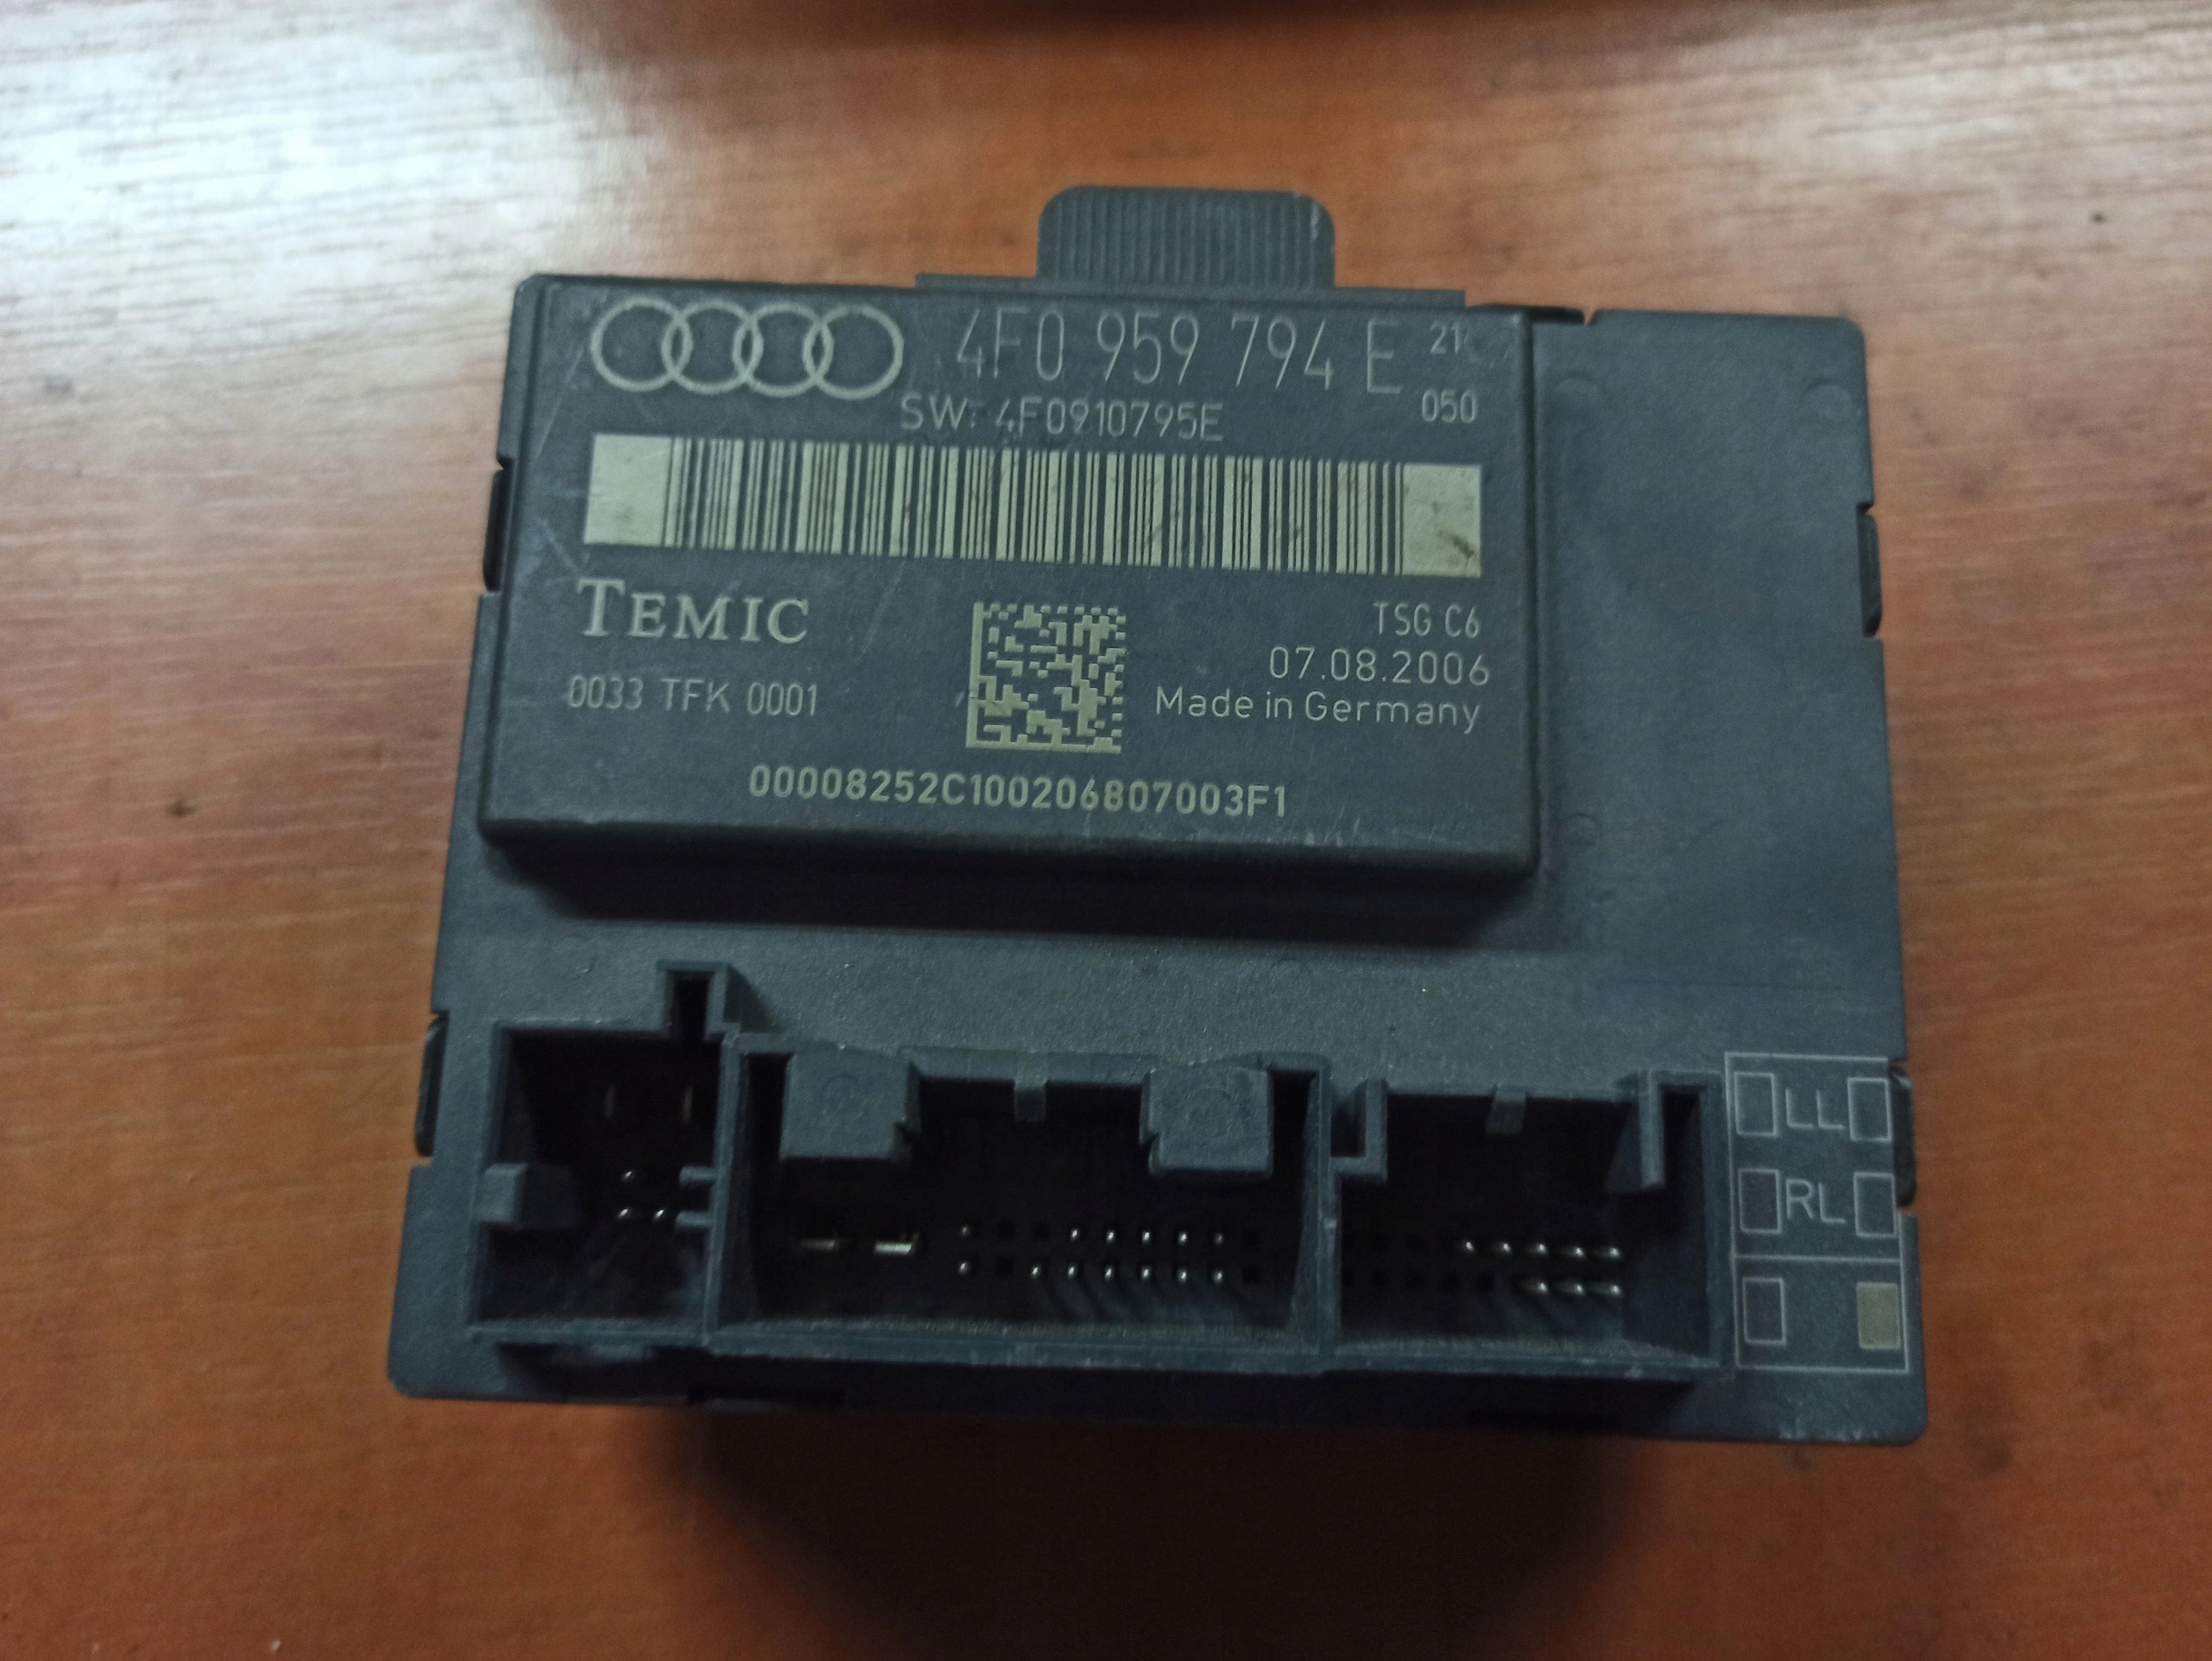 4F0 959 794 E 21
SW: 4F0910795E 050
TEMIC
TSG C6
07.08.2006
0033 TFK 0001
Made in Germany
00008252C100206807003F1
LL
RL